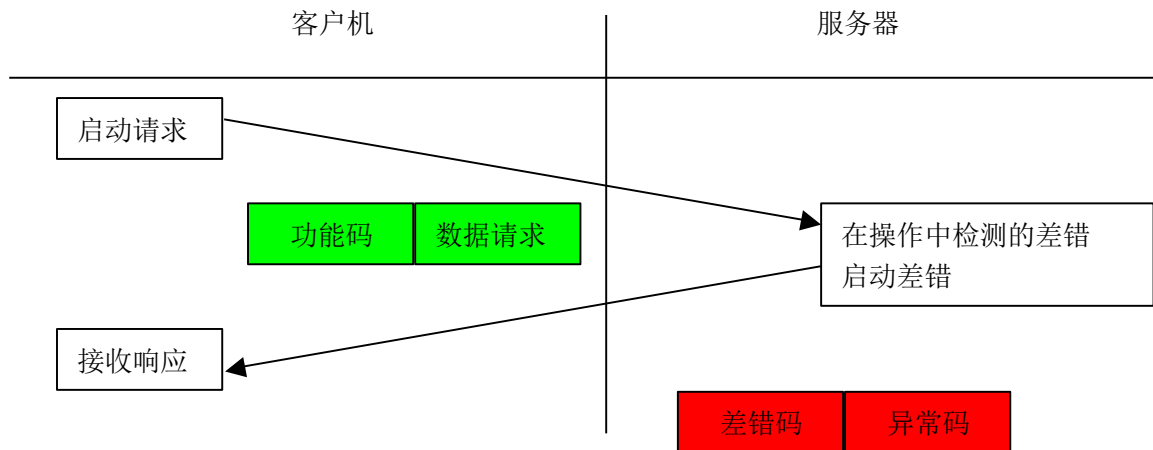 客户机
服务器
启动请求
功能码
数据请求
在操作中检测的差错
启动差错
接收响应
差错码
异常码